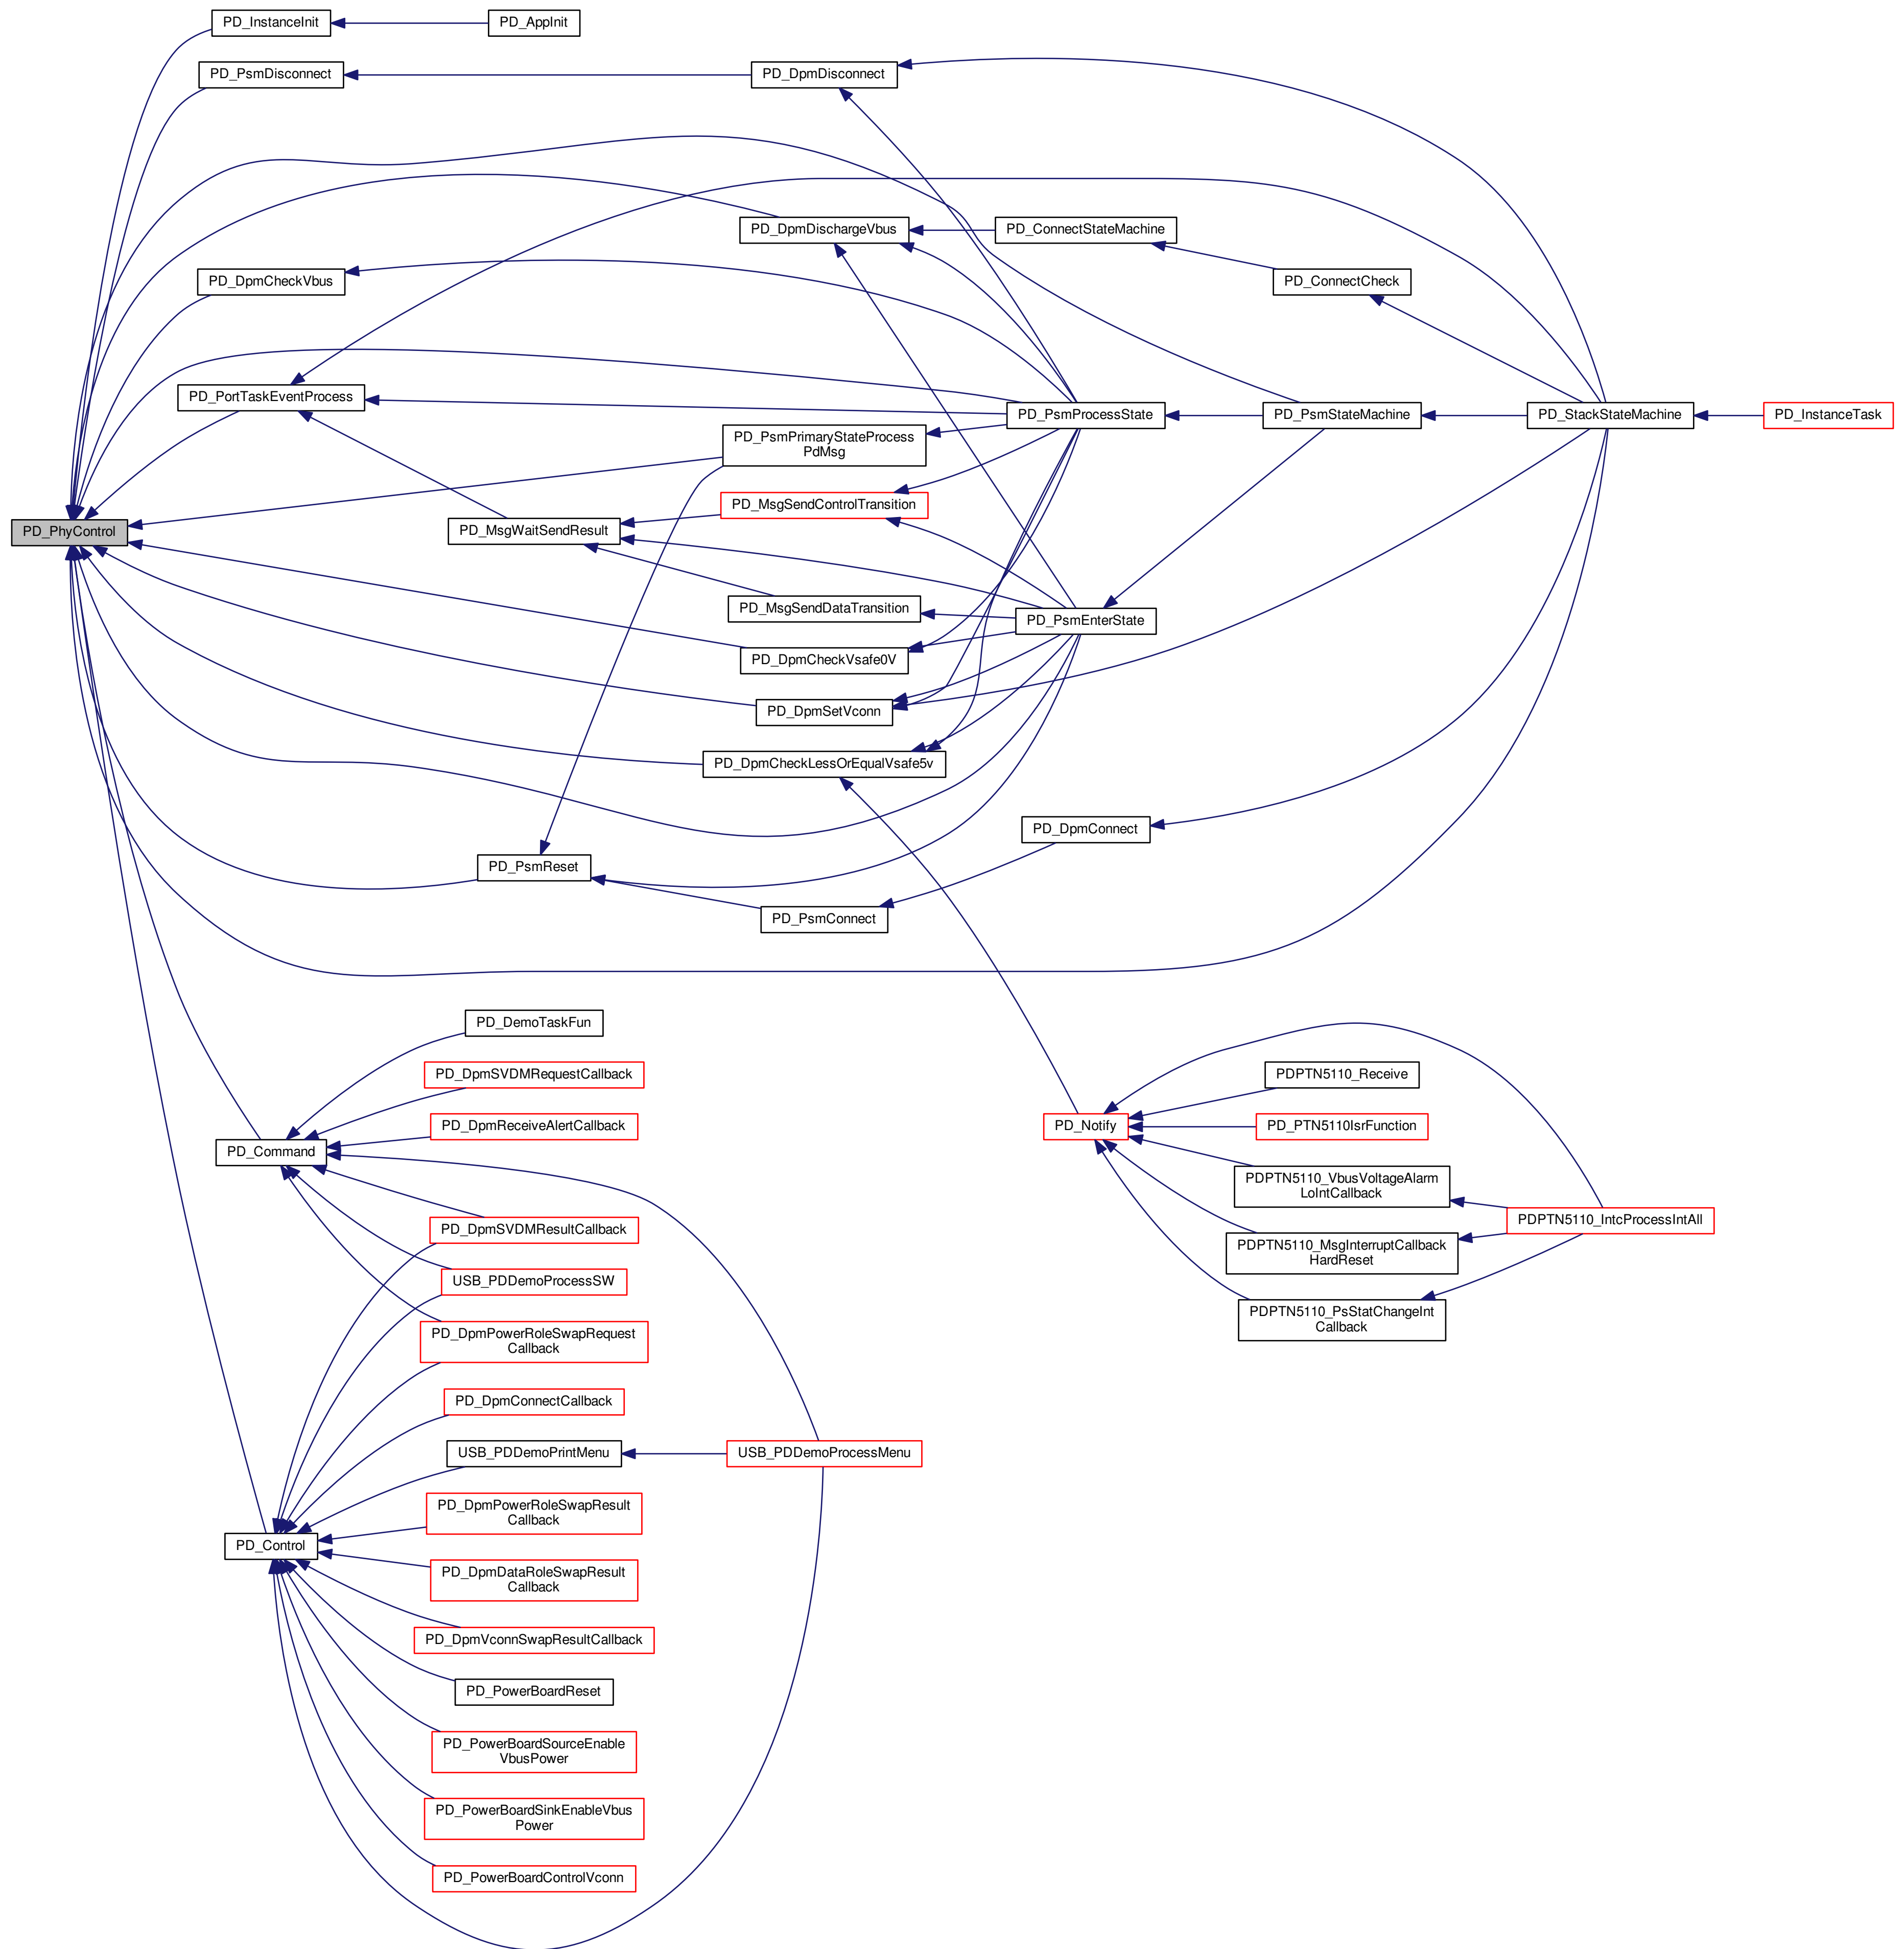 PD_InstanceInit
PD_AppInit
PD_PsmDisconnect
PD_DpmDisconnect
PD_DpmDischargeVbus
PD_ConnectStateMachine
PD_DpmCheckVbus
PD_ConnectCheck
PD_PortTaskEventProcess
PD_PsmProcessState
PD_PsmStateMachine
PD_StackStateMachine
PD_InstanceTask
PD_PsmPrimaryStateProcess
PdMsg
PD_MsgSendControlTransition
PD_PhyControl
PD_MsgWaitSendResult
PD_MsgSendDataTransition
PD_PsmEnterState
PD_DpmCheckVsafe0V
PD_DpmSetVconn
PD_DpmCheckLessOrEqualVsafe5v
PD_DpmConnect
PD_PsmReset
PD_PsmConnect
PD_DemoTaskFun
PD_DpmSVDMRequestCallback
PDPTN5110_Receive
PD_DpmReceiveAlertCallback
PD_Notify
PD_PTN5110IsrFunction
PD_Command
PDPTN5110_VbusVoltageAlarm
LoIntCallback
PD_DpmSVDMResultCallback
PDPTN5110_IntcProcessIntAll
PDPTN5110_MsgInterruptCallback
HardReset
USB_PDDemoProcessSW
PDPTN5110_PsStatChangeInt
Callback
PD_DpmPowerRoleSwapRequest
Callback
PD_DpmConnectCallback
USB_PDDemoPrintMenu
USB_PDDemoProcessMenu
PD_DpmPowerRoleSwapResult
Callback
PD_Control
PD_DpmDataRoleSwapResult
Callback
PD_DpmVconnSwapResultCallback
PD_PowerBoardReset
PD_PowerBoardSourceEnable
VbusPower
PD_PowerBoardSinkEnableVbus
Power
PD_PowerBoardControlVconn